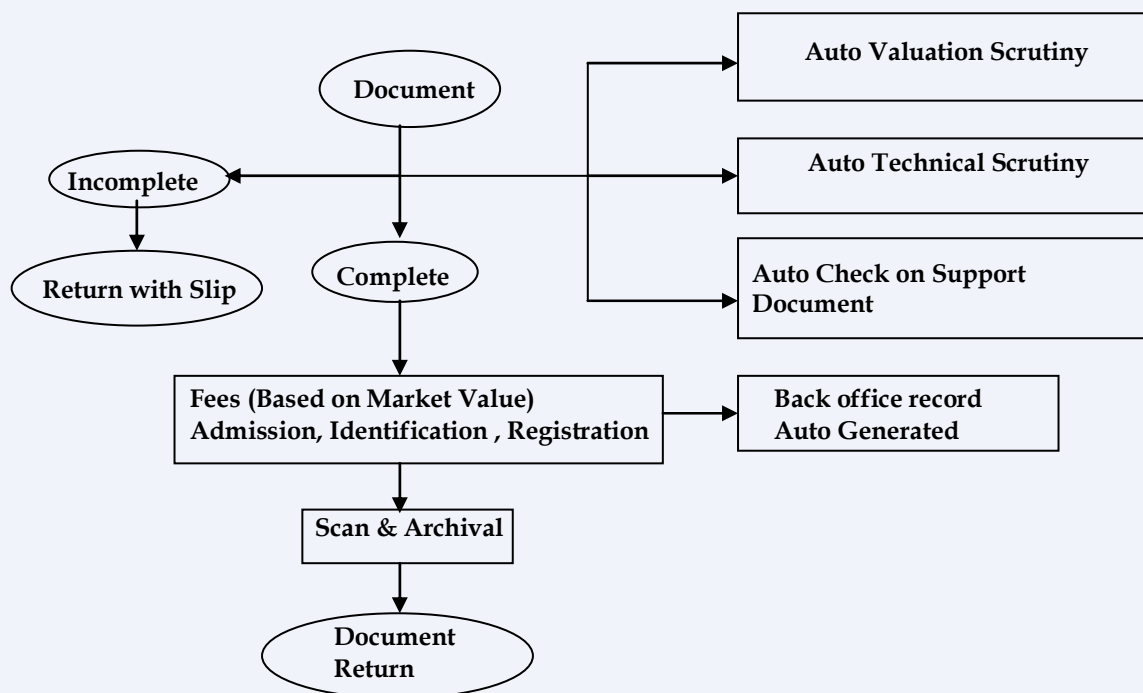 Document
Auto Valuation Scrutiny
Incomplete
Auto Technical Scrutiny
Return with Slip
Complete
Auto Check on Support
Document
Fees (Based on Market Value)
Admission, Identification , Registration
Back office record
Auto Generated
Scan & Archival
Document
Return